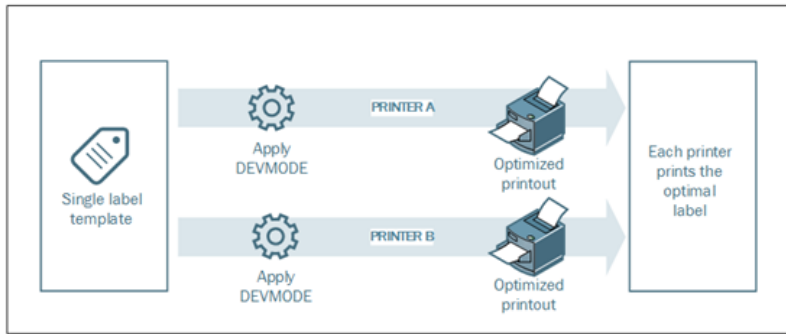 Single label
template
PRINTER A
Apply
DEVMODE
Optimized
printout
PRINTER B
Apply
DEVMODE
Optimized
printout
Each printer
prints the
optimal
label